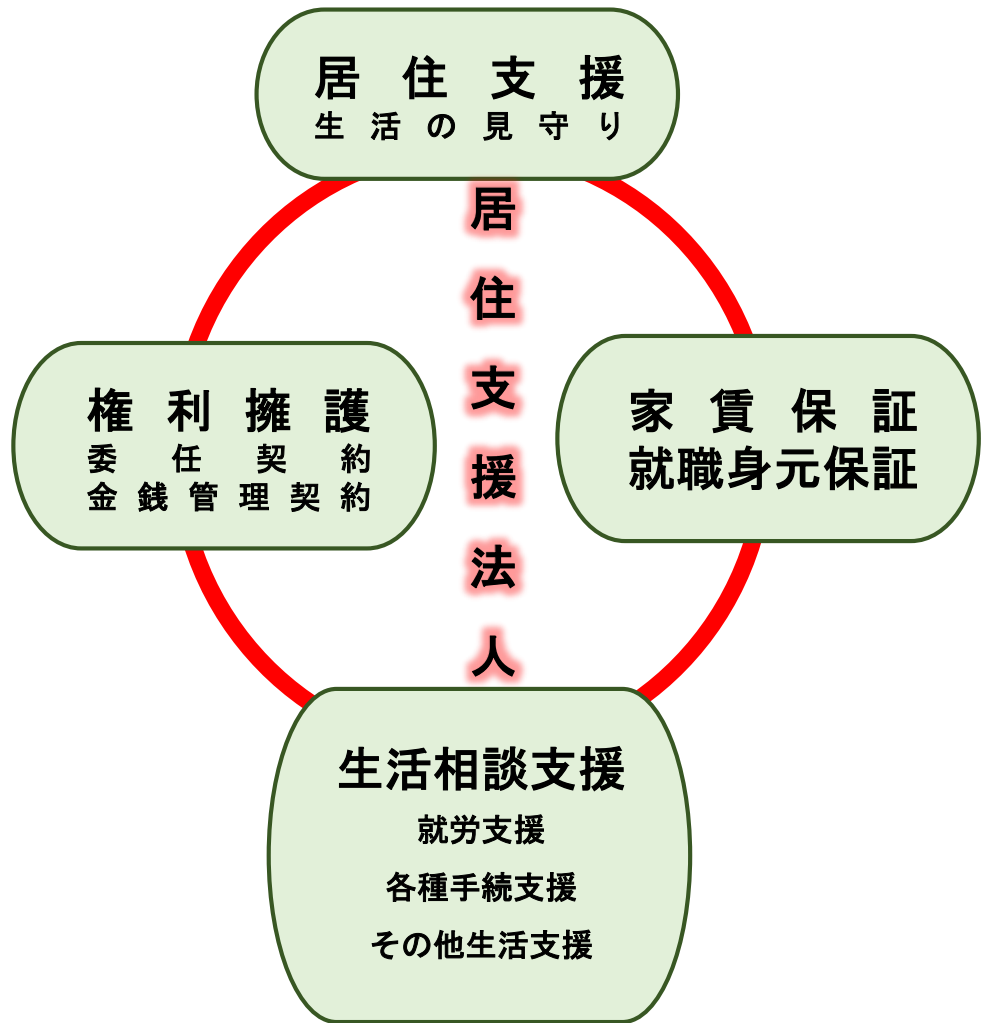 居住支援
生活の見守り
居住支援法人
権利擁護
委任契約
金銭管理契約
家賃保証
就職身元保証
生活相談支援
就労支援
各種手続支援
その他生活支援